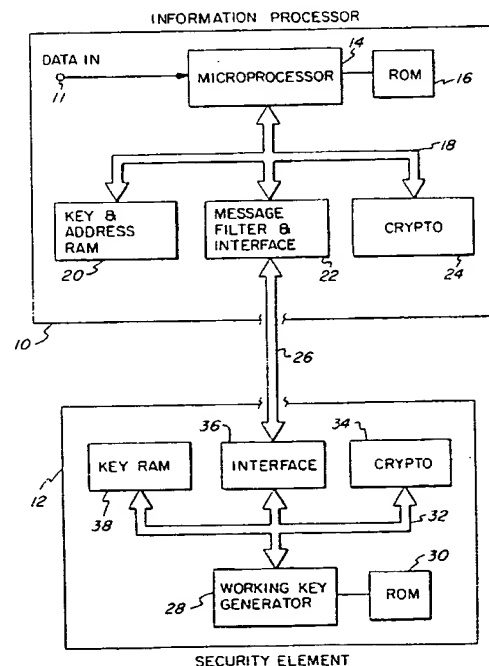 INFORMATION PROCESSOR
DATA IN
11
14
MICROPROCESSOR
ROM
16
18
KEY &
ADDRESS
RAM
20
MESSAGE
FILTER &
INTERFACE
22
CRYPTO
24
10
26
12
KEY RAM
38
36
INTERFACE
34
CRYPTO
32
28
WORKING KEY
GENERATOR
30
ROM
SECURITY ELEMENT